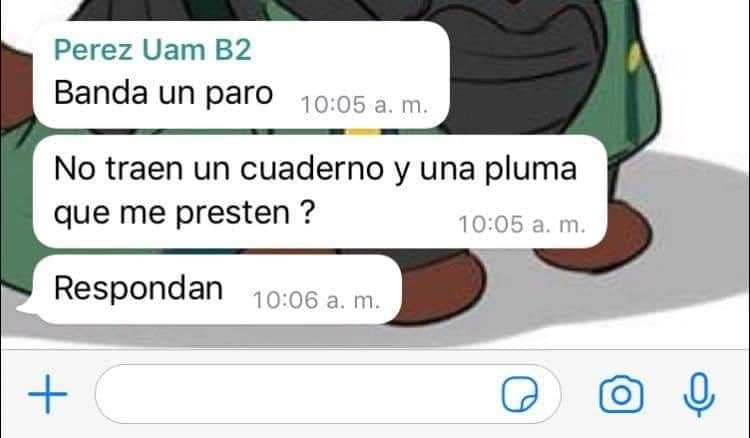 Perez Uam B2
Banda un paro 10:05 a. m.
No traen un cuaderno y una pluma
que me presten ? 10:05 a. m.
Respondan 10:06 a. m.